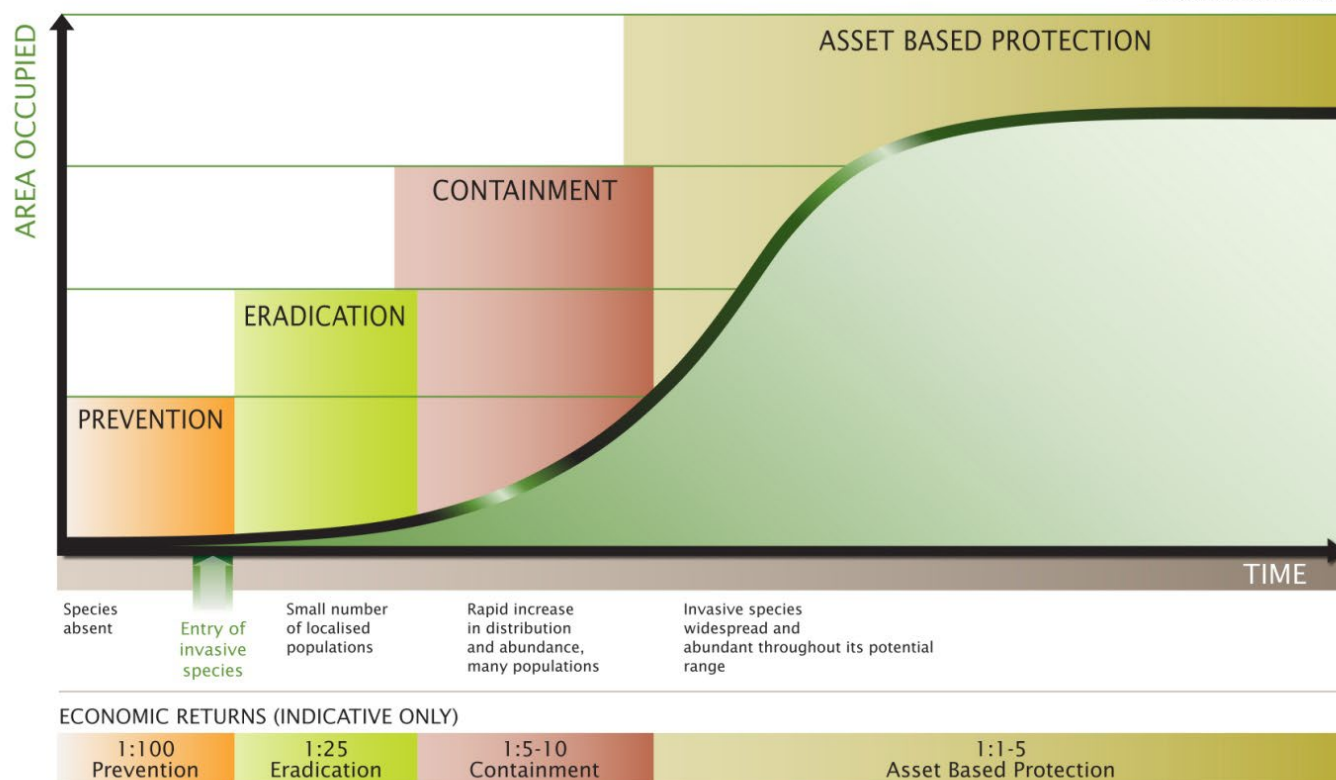 AREA OCCUPIED
ASSET BASED PROTECTION
CONTAINMENT
ERADICATION
PREVENTION
TIME
Species
absent
Entry of
invasive
species
Small number
of localised
populations
Rapid increase
in distribution
and abundance,
many populations
Invasive species
widespread and
abundant throughout its potential
range
ECONOMIC RETURNS (INDICATIVE ONLY)
1:100
Prevention
1:25
Eradication
1:5-10
Containment
1:1-5
Asset Based Protection